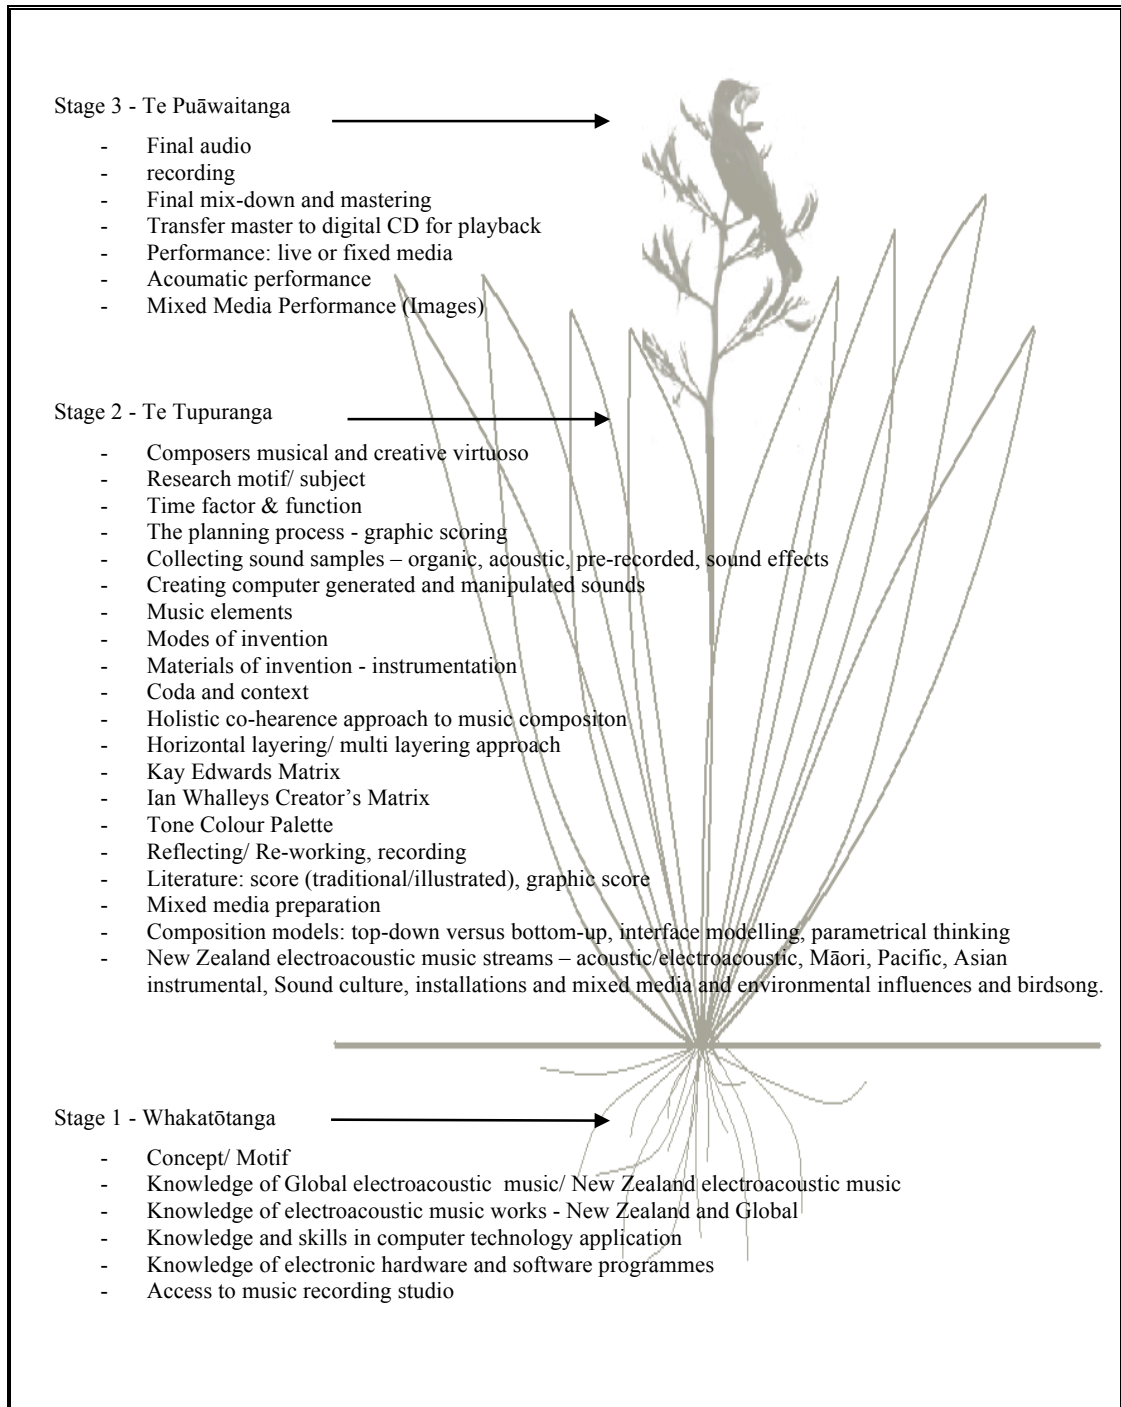 Stage 3 - Te Puāwaitanga
- Final audio
- recording
- Final mix-down and mastering
- Transfer master to digital CD for playback
- Performance: live or fixed media
- Acoumatic performance
- Mixed Media Performance (Images)
Stage 2 - Te Tupuranga
- Composers musical and creative virtuoso
- Research motif/ subject
- Time factor & function
- The planning process - graphic scoring
- Collecting sound samples – organic, acoustic, pre-recorded, sound effects
- Creating computer generated and manipulated sounds
- Music elements
- Modes of invention
- Materials of invention - instrumentation
- Coda and context
- Holistic co-hearence approach to music compositon
- Horizontal layering/ multi layering approach
- Kay Edwards Matrix
- Ian Whalleys Creator’s Matrix
- Tone Colour Palette
- Reflecting/ Re-working, recording
- Literature: score (traditional/illustrated), graphic score
- Mixed media preparation
- Composition models: top-down versus bottom-up, interface modelling, parametrical thinking
- New Zealand electroacoustic music streams – acoustic/electroacoustic, Māori, Pacific, Asian
instrumental, Sound culture, installations and mixed media and environmental influences and birdsong.
Stage 1 - Whakatōtanga
- Concept/ Motif
- Knowledge of Global electroacoustic  music/ New Zealand electroacoustic music
- Knowledge of electroacoustic music works - New Zealand and Global
- Knowledge and skills in computer technology application
- Knowledge of electronic hardware and software programmes
- Access to music recording studio